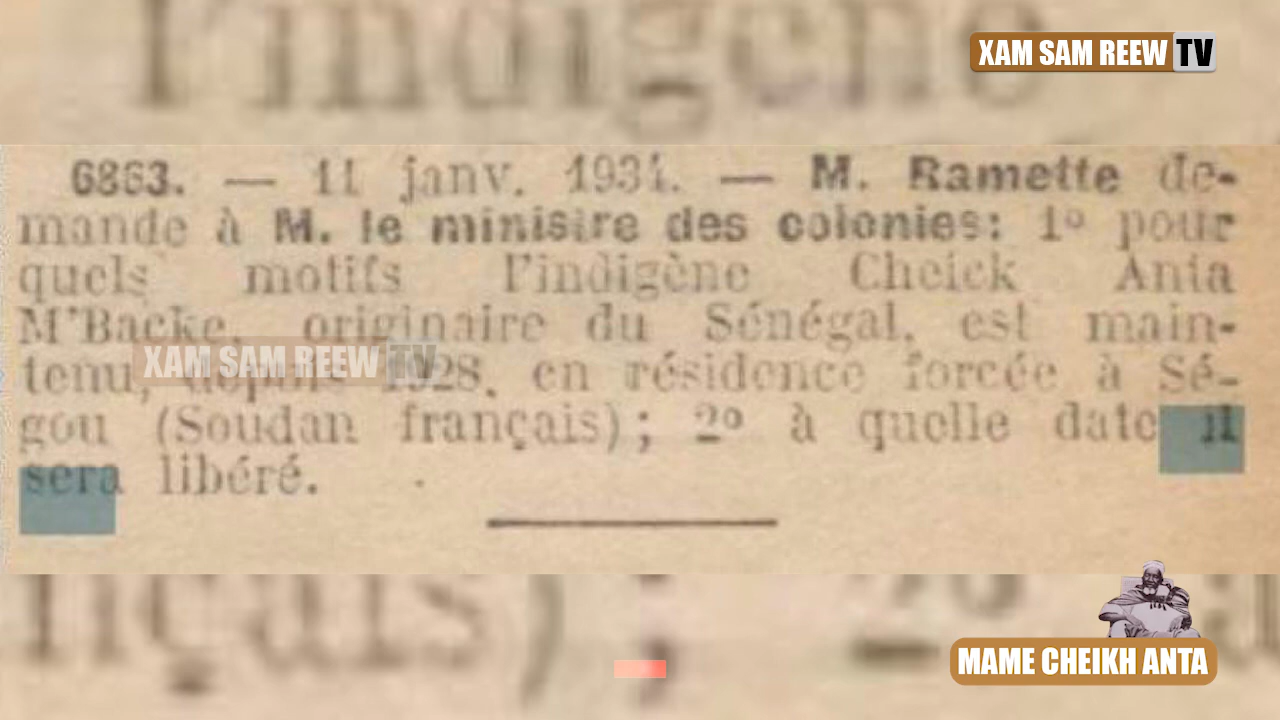 l'indigène
XAM SAM REEW TV
6863. — 11 janv. 1934. — M. Ramette de-
mande à M. le ministre des colonies: 1º pour
quels motifs l'indigène Cheick Anta
M'Backe, originaire du Sénégal, est main-
XAM SAM REEW TV
tenu, depuis 1928, en résidence forcée à Sé-
gou (Soudan français); 2º à quelle date il
sera libéré.
nçais) ; 2º
MAME CHEIKH ANTA